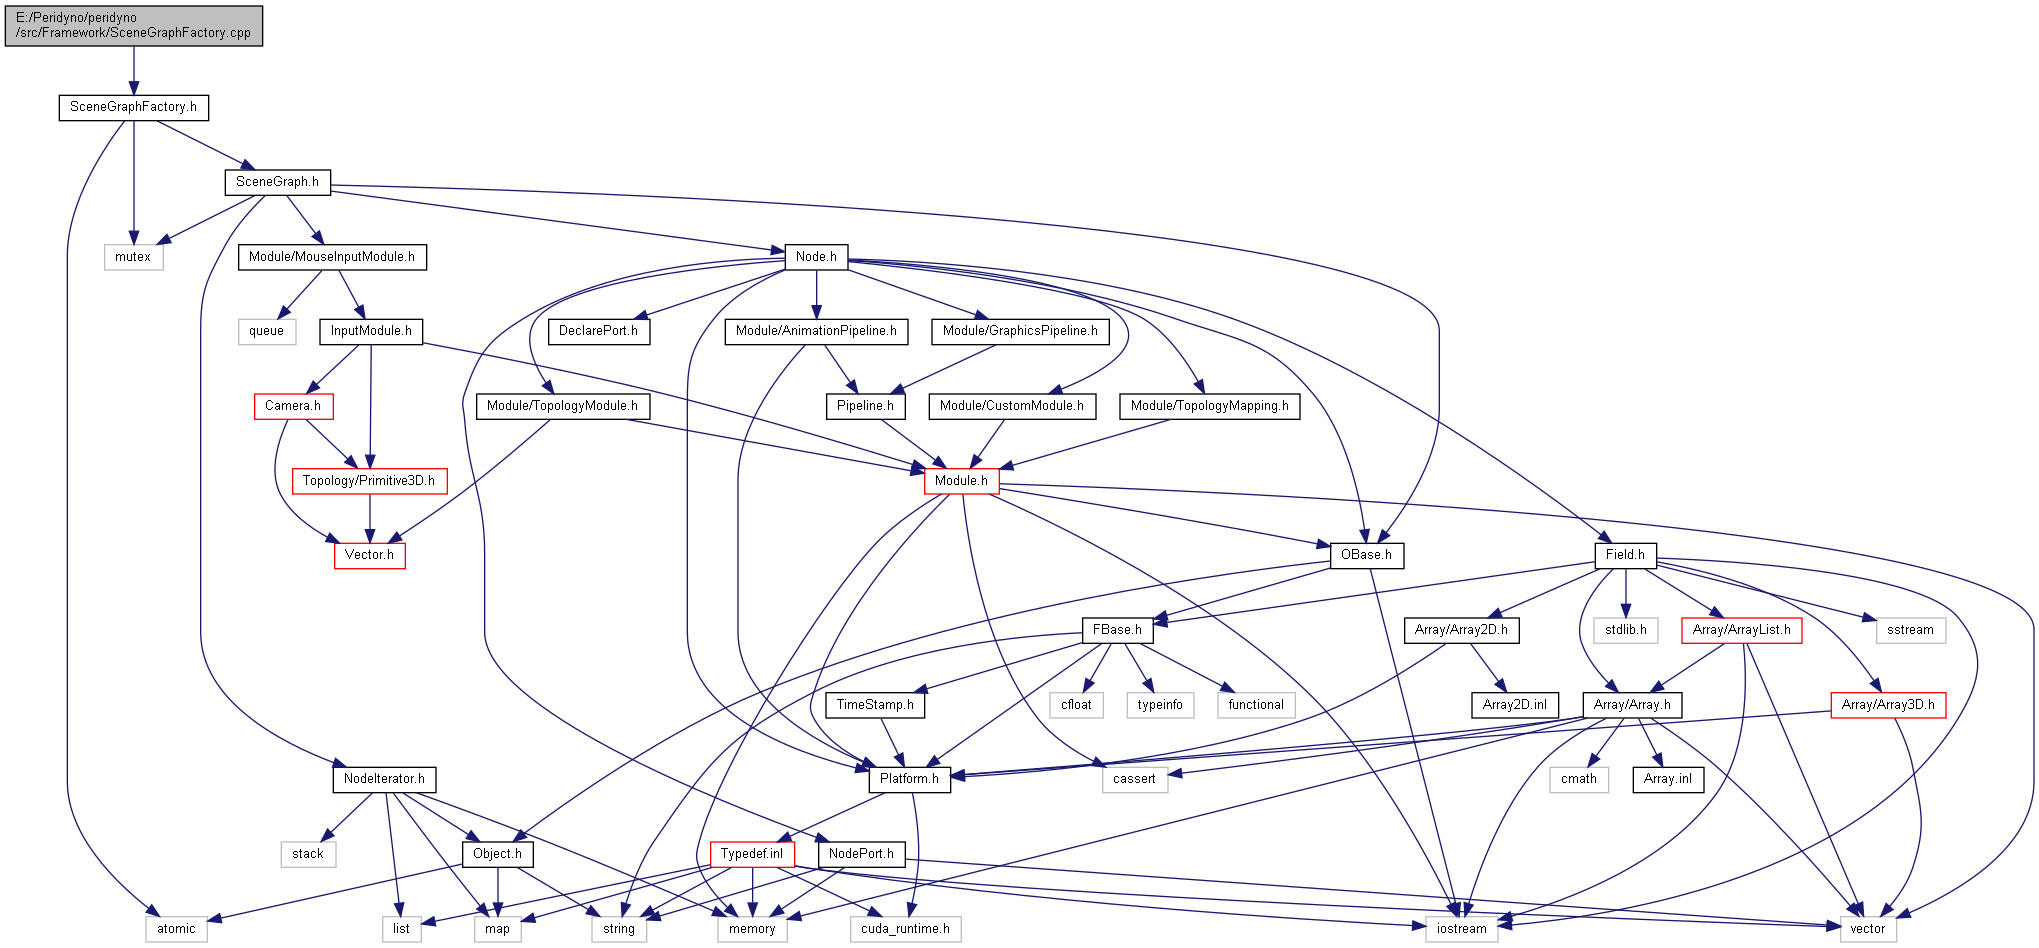 E:/Peridyno/peridyno
/src/Framework/SceneGraphFactory.cpp
SceneGraphFactory.h
SceneGraph.h
mutex
Module/MouseInputModule.h
Node.h
queue
InputModule.h
DeclarePort.h
Module/AnimationPipeline.h
Module/GraphicsPipeline.h
Camera.h
Module/TopologyModule.h
Pipeline.h
Module/CustomModule.h
Module/TopologyMapping.h
Topology/Primitive3D.h
Module.h
Vector.h
OBase.h
Field.h
FBase.h
Array/Array2D.h
stdlib.h
Array/ArrayList.h
sstream
TimeStamp.h
cfloat
typeinfo
functional
Array2D.inl
Array/Array.h
Array/Array3D.h
NodeIterator.h
Platform.h
cassert
cmath
Array.inl
stack
Object.h
Typedef.inl
NodePort.h
atomic
list
map
string
memory
cuda_runtime.h
iostream
vector